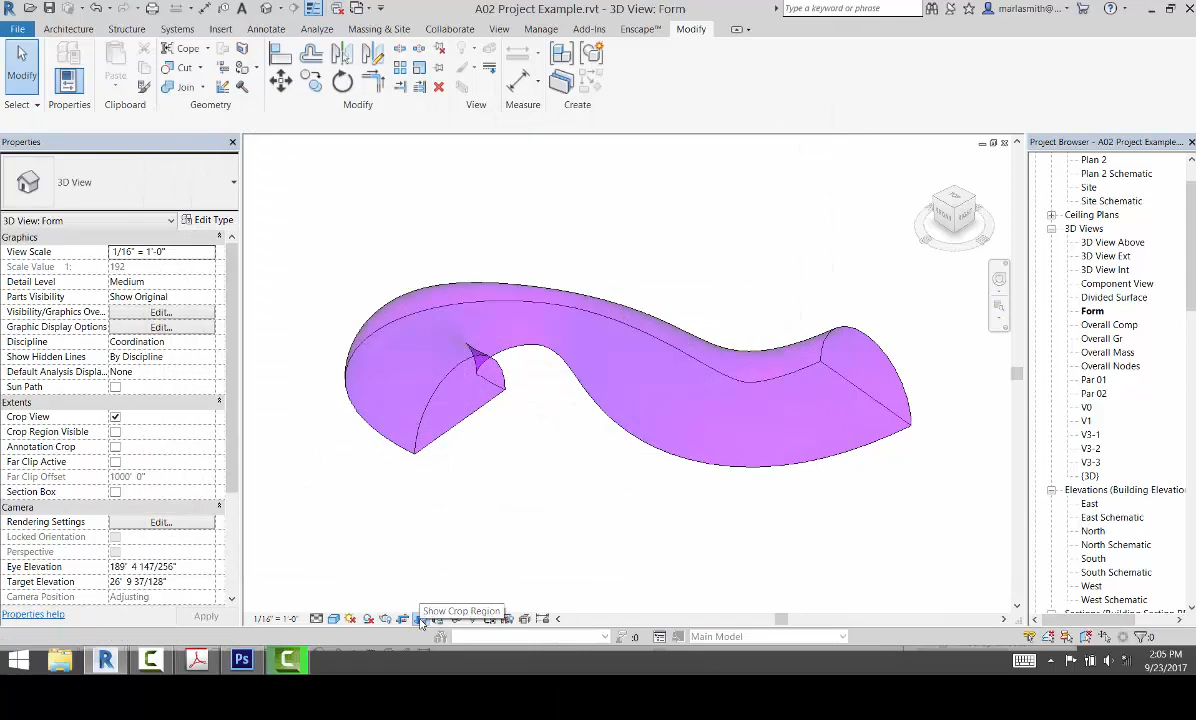 A02 Project Example.rvt - 3D View: Form
Type a keyword or phrase
marlasmith@...
File Architecture Structure Systems Insert Annotate Analyze Massing & Site Collaborate View Manage Add-Ins Enscape™ Modify
Modify
Properties
Paste
Cope
Cut
Join
Select
Properties
Clipboard
Geometry
Modify
View
Measure
Create
Properties
3D View
3D View: Form
Edit Type
Graphics
View Scale 1/16" = 1'-0"
Scale Value 1: 192
Detail Level Medium
Parts Visibility Show Original
Visibility/Graphics Ove... Edit...
Graphic Display Options Edit...
Discipline Coordination
Show Hidden Lines By Discipline
Default Analysis Displa... None
Sun Path
Extents
Crop View
Crop Region Visible
Annotation Crop
Far Clip Active
Far Clip Offset 1000' 0"
Section Box
Camera
Rendering Settings Edit...
Locked Orientation
Perspective
Eye Elevation 189' 4 147/256"
Target Elevation 26' 9 37/128"
Camera Position Adjusting
Properties help
Apply
FRONT
RIGHT
Project Browser - A02 Project Example...
Plan 2
Plan 2 Schematic
Site
Site Schematic
Ceiling Plans
3D Views
3D View Above
3D View Ext
3D View Int
Component View
Divided Surface
Form
Overall Comp
Overall Gr
Overall Mass
Overall Nodes
Par 01
Par 02
V0
V1
V3-1
V3-2
V3-3
{3D}
Elevations (Building Elevatio
East
East Schematic
North
North Schematic
South
South Schematic
West
West Schematic
Show Crop Region
1/16" = 1'-0"
:0
Main Model
:0
Ps
2:05 PM
9/23/2017